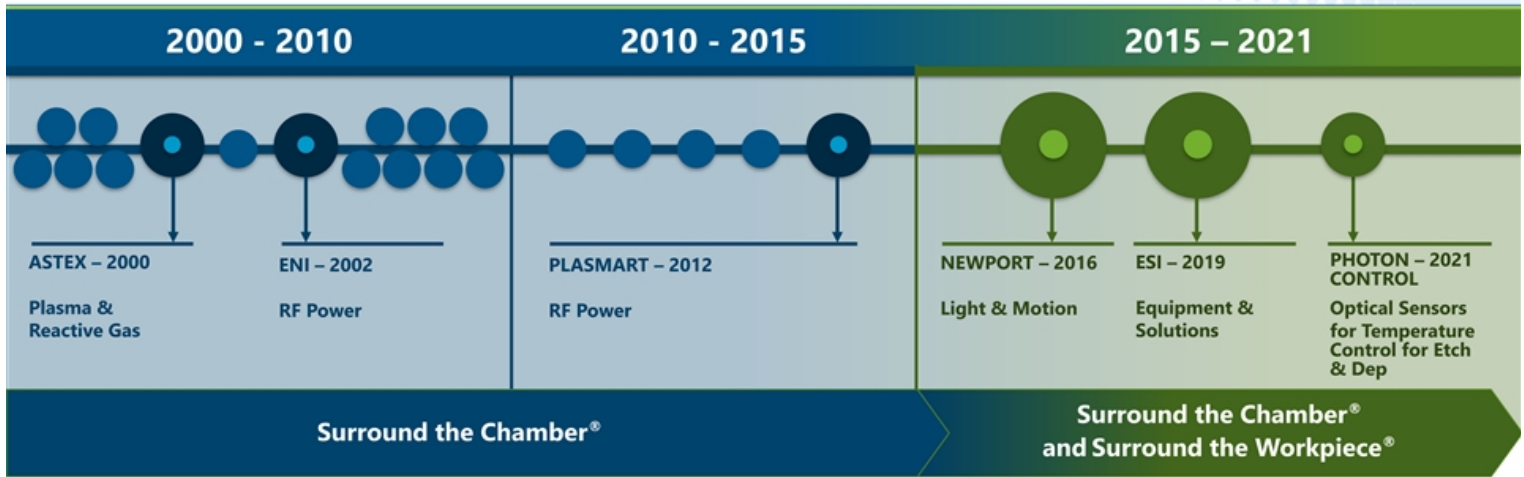 2000 - 2010
2010 - 2015
2015 – 2021
ASTEX – 2000
Plasma &
Reactive Gas
ENI – 2002
RF Power
PLASMART – 2012
RF Power
NEWPORT – 2016
Light & Motion
ESI – 2019
Equipment &
Solutions
PHOTON – 2021
CONTROL
Optical Sensors
for Temperature
Control for Etch
& Dep
Surround the Chamber®
Surround the Chamber®
and Surround the Workpiece®